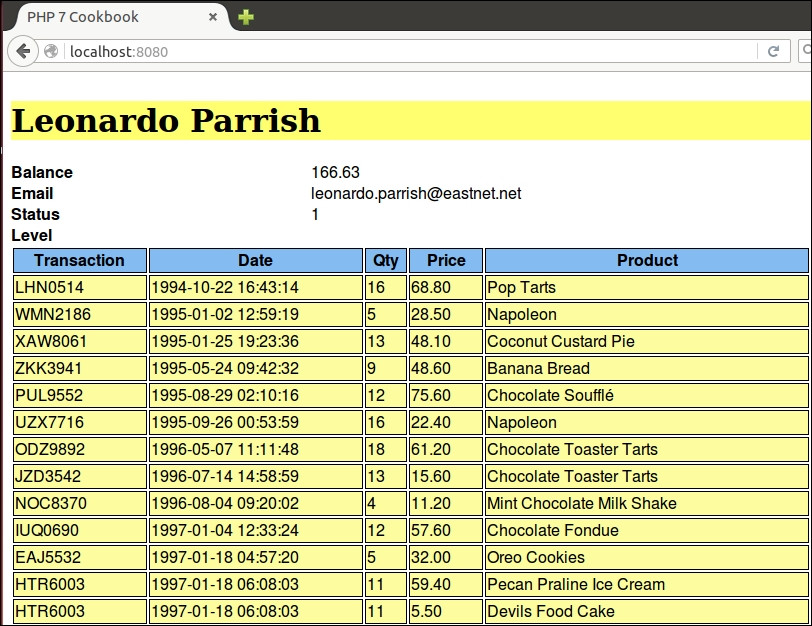 PHP 7 Cookbook
localhost:8080
Leonardo Parrish
Balance 166.63
Email leonardo.parrish@eastnet.net
Status 1
Level
Transaction Date Qty Price Product
LHN0514 1994-10-22 16:43:14 16 68.80 Pop Tarts
WMN2186 1995-01-02 12:59:19 5 28.50 Napoleon
XAW8061 1995-01-25 19:23:36 13 48.10 Coconut Custard Pie
ZKK3941 1995-05-24 09:42:32 9 48.60 Banana Bread
PUL9552 1995-08-29 02:10:16 12 75.60 Chocolate Soufflé
UZX7716 1995-09-26 00:53:59 16 22.40 Napoleon
ODZ9892 1996-05-07 11:11:48 18 61.20 Chocolate Toaster Tarts
JZD3542 1996-07-14 14:58:59 13 15.60 Chocolate Toaster Tarts
NOC8370 1996-08-04 09:20:02 4 11.20 Mint Chocolate Milk Shake
IUQ0690 1997-01-04 12:33:24 12 57.60 Chocolate Fondue
EAJ5532 1997-01-18 04:57:20 5 32.00 Oreo Cookies
HTR6003 1997-01-18 06:08:03 11 59.40 Pecan Praline Ice Cream
HTR6003 1997-01-18 06:08:03 11 5.50 Devils Food Cake